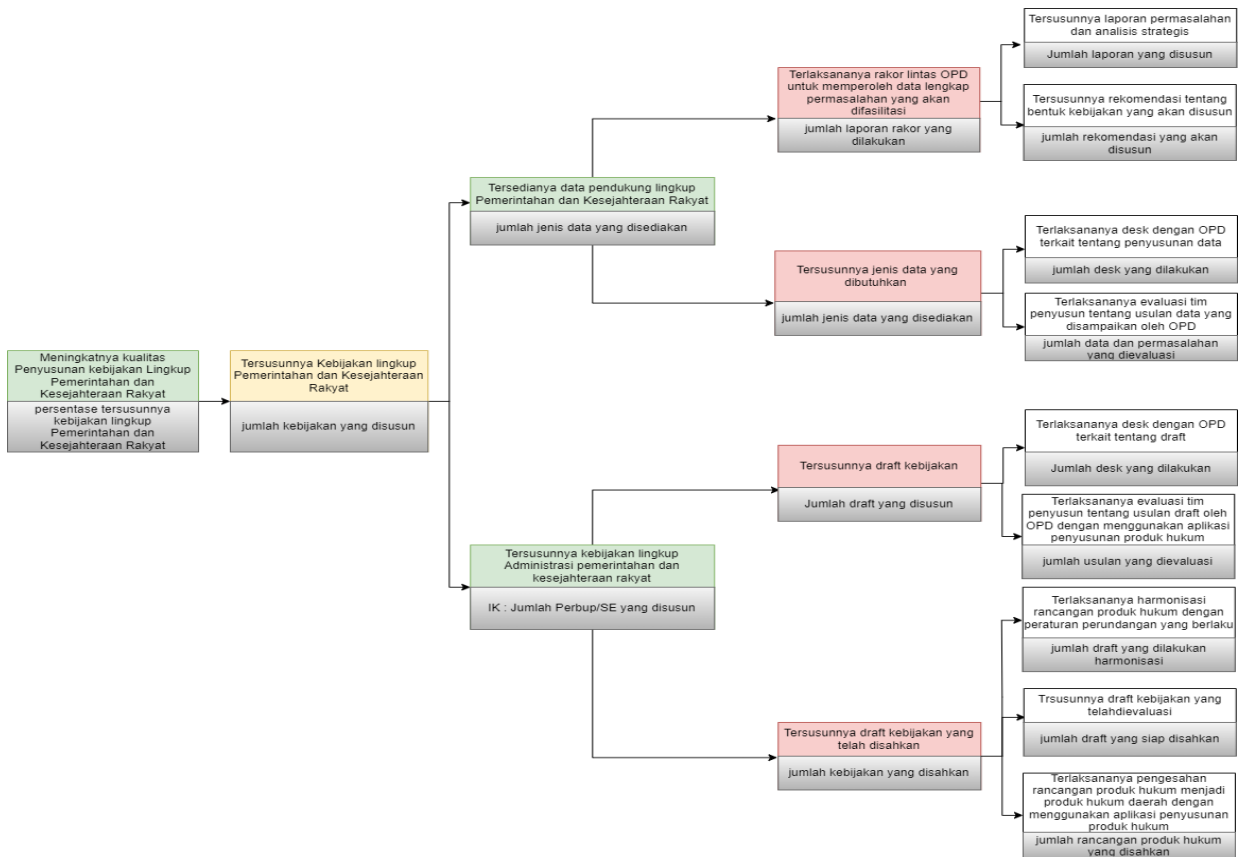 Meningkatnya kualitas
Penyusunan kebijakan Lingkup
Pemerintahan dan
Kesejahteraan Rakyat
persentase tersusunnya
kebijakan lingkup
Pemerintahan dan
Kesejahteraan Rakyat
Tersusunnya Kebijakan lingkup
Pemerintahan dan Kesejahteraan
Rakyat
jumlah kebijakan yang disusun
Tersedianya data pendukung lingkup
Pemerintahan dan Kesejahteraan Rakyat
jumlah jenis data yang disediakan
Terlaksananya rakor lintas OPD
untuk memperoleh data lengkap
permasalahan yang akan
difasilitasi
jumlah laporan rakor yang
dilakukan
Tersusunnya laporan permasalahan
dan analisis strategis
Jumlah laporan yang disusun
Tersusunnya rekomendasi tentang
bentuk kebijakan yang akan disusun
jumlah rekomendasi yang akan
disusun
Tersusunnya jenis data yang
dibutuhkan
jumlah jenis data yang disediakan
Terlaksananya desk dengan OPD
terkait tentang penyusunan data
jumlah desk yang dilakukan
Terlaksananya evaluasi tim
penyusun tentang usulan data yang
disampaikan oleh OPD
jumlah data dan permasalahan
yang dievaluasi
Tersusunnya kebijakan lingkup
Administrasi pemerintahan dan
kesejahteraan rakyat
IK : Jumlah Perbup/SE yang disusun
Tersusunnya draft kebijakan
Jumlah draft yang disusun
Terlaksananya desk dengan OPD
terkait tentang draft
Jumlah desk yang dilakukan
Terlaksananya evaluasi tim
penyusun tentang usulan draft oleh
OPD dengan menggunakan aplikasi
penyusunan produk hukum
jumlah usulan yang dievaluasi
Tersusunnya draft kebijakan yang
telah disahkan
jumlah kebijakan yang disahkan
Terlaksananya harmonisasi
rancangan produk hukum dengan
peraturan perundangan yang berlaku
jumlah draft yang dilakukan
harmonisasi
Trsusunnya draft kebijakan yang
telahdievaluasi
jumlah draft yang siap disahkan
Terlaksananya pengesahan
rancangan produk hukum menjadi
produk hukum daerah dengan
menggunakan aplikasi penyusunan
produk hukum
jumlah rancangan produk hukum
yang disahkan